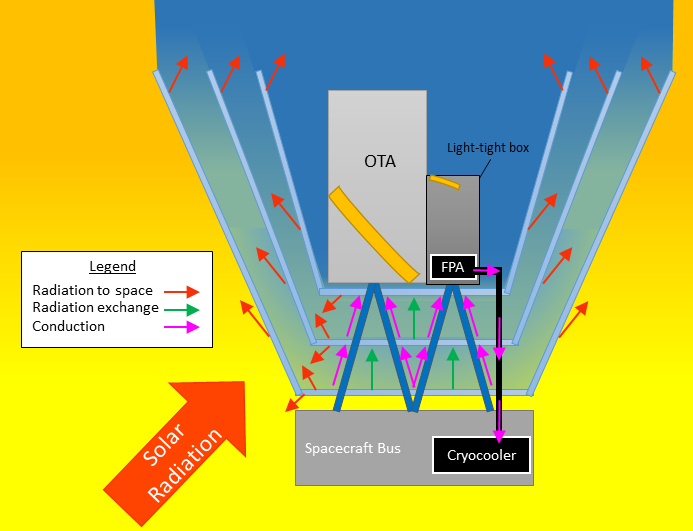 OTA
Light-tight box
FPA
Legend
Radiation to space
Radiation exchange
Conduction
Solar
Radiation
Spacecraft Bus
Cryocooler